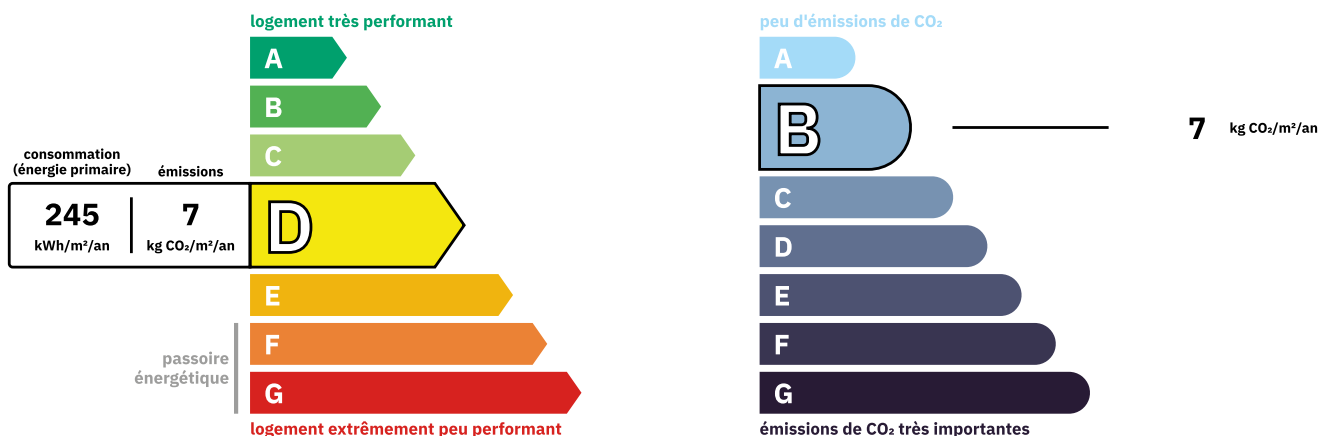 logement très performant
A
B
C
consommation
(énergie primaire)
émissions
245
kWh/m²/an
7
kg CO₂/m²/an
D
E
F
G
passoire
énergétique
logement extrêmement peu performant
peu d'émissions de CO₂
A
B
7 kg CO₂/m²/an
C
D
E
F
G
émissions de CO₂ très importantes